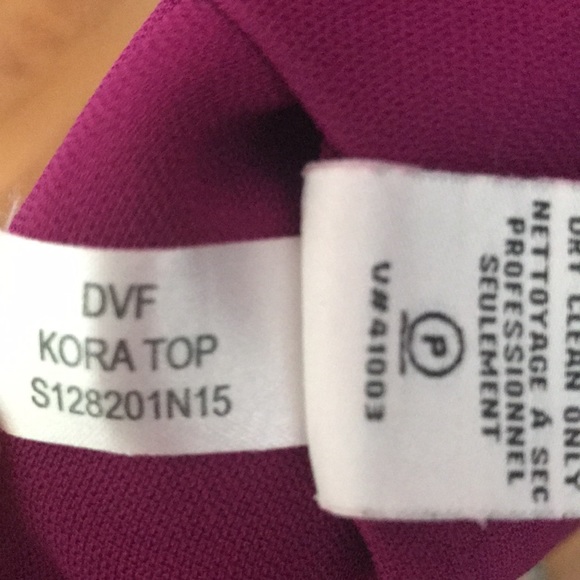 DVF
KORA TOP
S128201N15
DRY CLEAN ONLY
NETTOYAGE À SEC
PROFESSIONNEL
SEULEMENT
P
V#41003